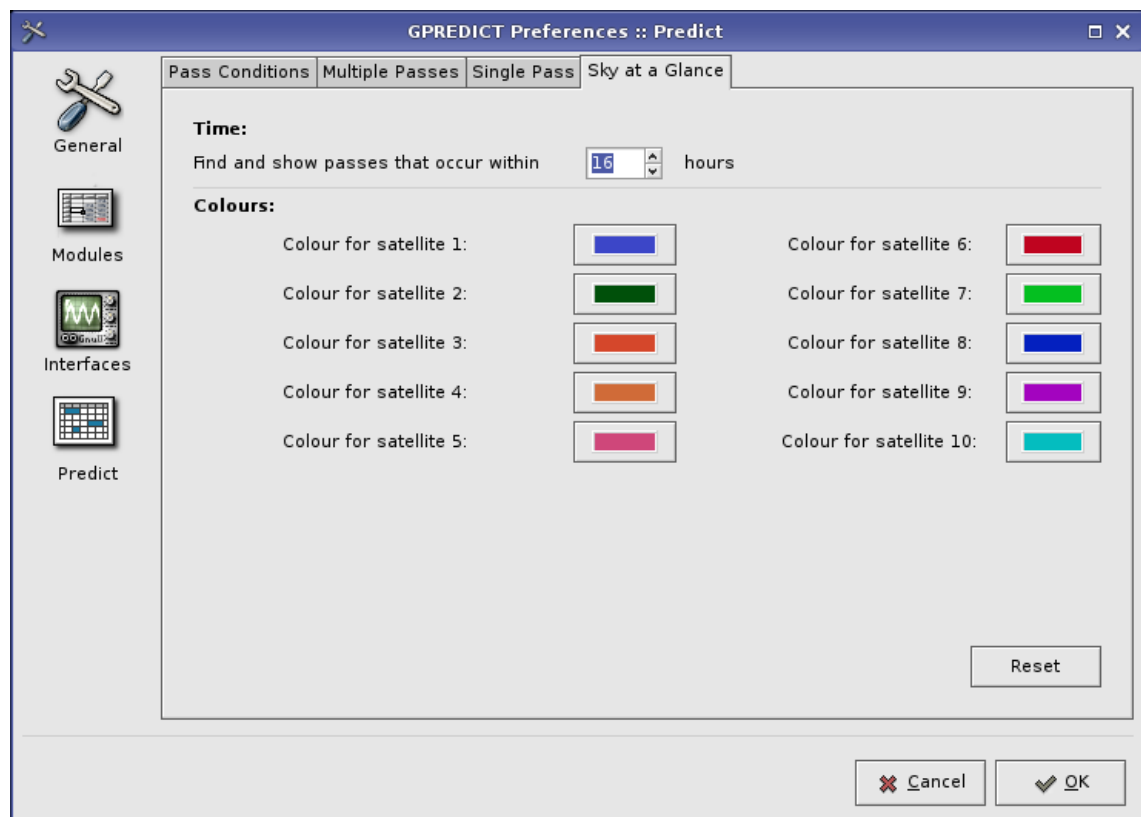 GPREDICT Preferences :: Predict
General
Modules
Interfaces
Predict
Pass Conditions
Multiple Passes
Single Pass
Sky at a Glance
Time:
Find and show passes that occur within 16 hours
Colours:
Colour for satellite 1:
Colour for satellite 2:
Colour for satellite 3:
Colour for satellite 4:
Colour for satellite 5:
Colour for satellite 6:
Colour for satellite 7:
Colour for satellite 8:
Colour for satellite 9:
Colour for satellite 10:
Reset
Cancel
OK